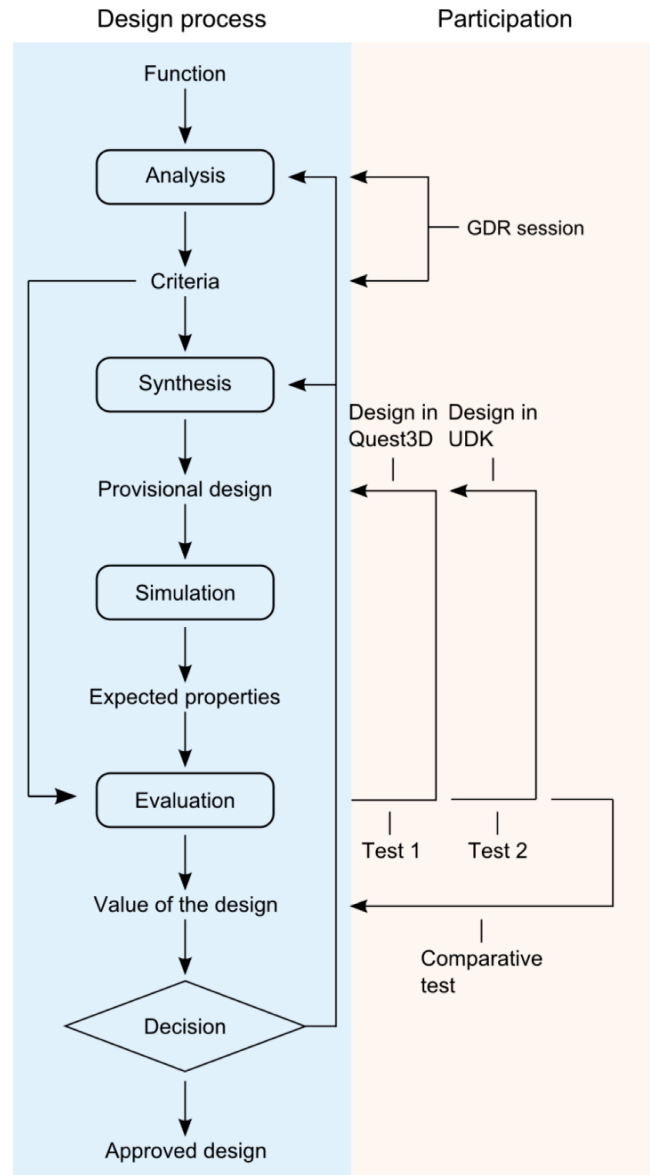 Design process
Participation
Function
Analysis
GDR session
Criteria
Synthesis
Design in
Quest3D
Design in
UDK
Provisional design
Simulation
Expected properties
Evaluation
Test 1
Test 2
Value of the design
Comparative
test
Decision
Approved design